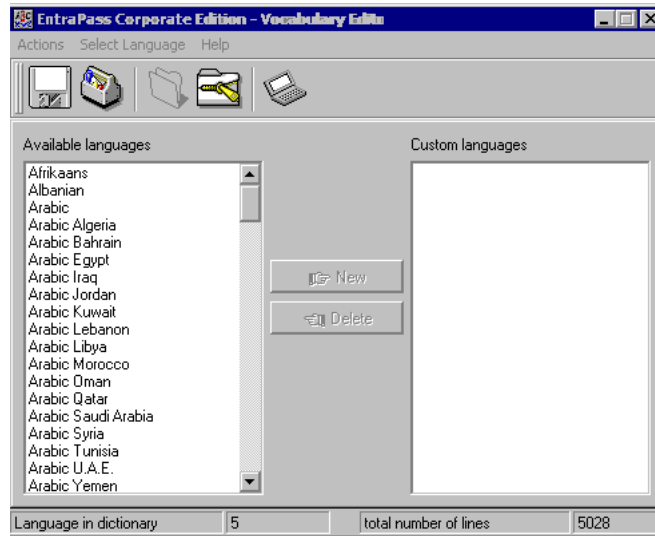 EntraPass Corporate Edition - Vocabulary Edito
Actions Select Language Help
Available languages
Custom languages
Afrikaans
Albanian
Arabic
Arabic Algeria
Arabic Bahrain
Arabic Egypt
Arabic Iraq
Arabic Jordan
Arabic Kuwait
Arabic Lebanon
Arabic Libya
Arabic Morocco
Arabic Oman
Arabic Qatar
Arabic Saudi Arabia
Arabic Syria
Arabic Tunisia
Arabic U.A.E.
Arabic Yemen
New
Delete
Language in dictionary 5 total number of lines 5028